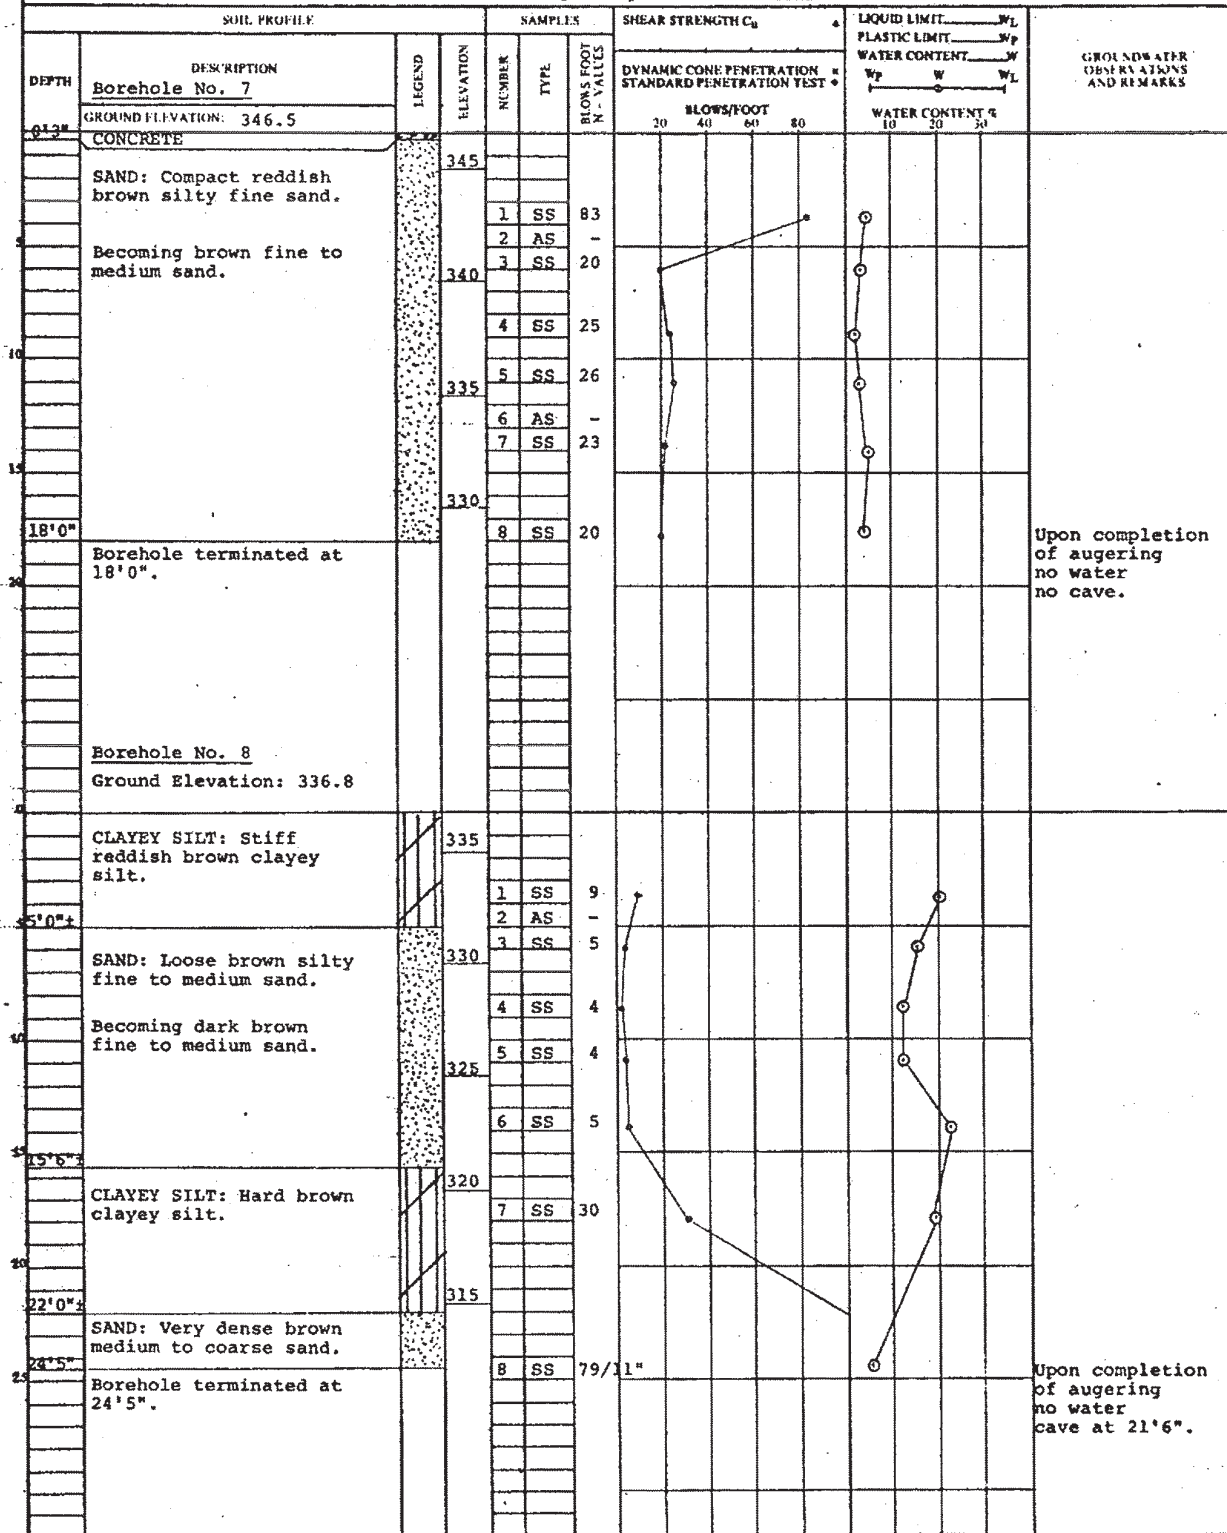 SOIL PROFILE
SAMPLES
SHEAR STRENGTH Cu
LIQUID LIMIT WL
PLASTIC LIMIT WP
WATER CONTENT W
WP W WL
WATER CONTENT %
10 20 30
DYNAMIC CONE PENETRATION
STANDARD PENETRATION TEST
BLOWS/FOOT
20 40 60 80
GROUNDWATER
OBSERVATIONS
AND REMARKS
DEPTH
DESCRIPTION
Borehole No. 7
GROUND ELEVATION: 346.5
LEGEND
ELEVATION
NUMBER
TYPE
BLOWS FOOT
N - VALUES
0'3"
CONCRETE
345
SAND: Compact reddish
brown silty fine sand.
1 SS 83
2 AS -
5
Becoming brown fine to
medium sand.
3 SS 20
340
4 SS 25
10
5 SS 26
335
6 AS -
7 SS 23
15
330
18'0"
8 SS 20
Upon completion
of augering
no water
no cave.
Borehole terminated at
18'0".
20
Borehole No. 8
Ground Elevation: 336.8
0
CLAYEY SILT: Stiff
reddish brown clayey
silt.
335
1 SS 9
5'0"±
2 AS -
3 SS 5
SAND: Loose brown silty
fine to medium sand.
330
4 SS 4
Becoming dark brown
fine to medium sand.
10
5 SS 4
325
6 SS 5
15
15'6"±
CLAYEY SILT: Hard brown
clayey silt.
320
7 SS 30
20
22'0"±
315
SAND: Very dense brown
medium to coarse sand.
24'5"
8 SS 79/11"
25
Borehole terminated at
24'5".
Upon completion
of augering
no water
cave at 21'6".